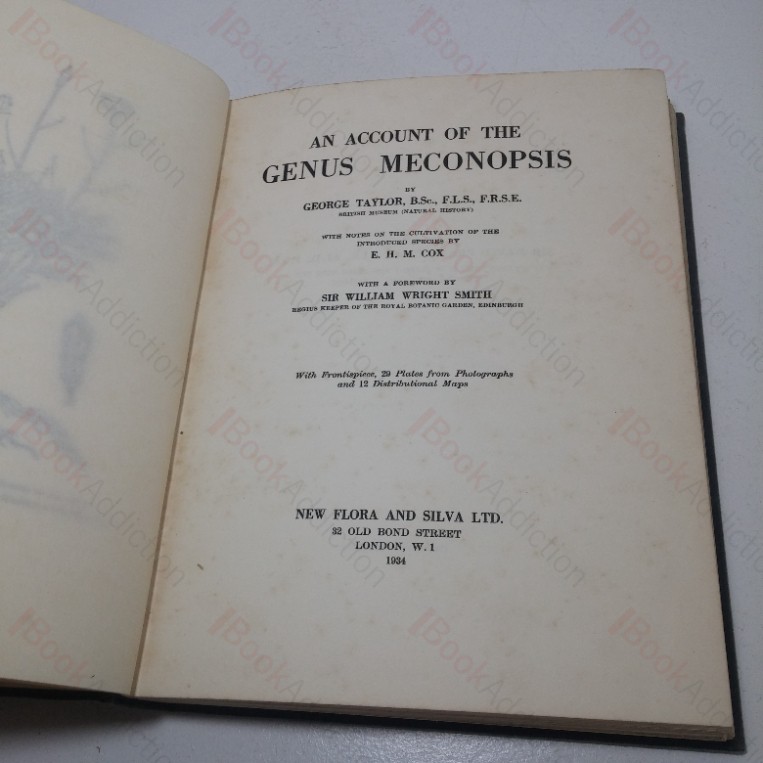 AN ACCOUNT OF THE
GENUS MECONOPSIS
BY
GEORGE TAYLOR, B.Sc., F.L.S., F.R.S.E.
BRITISH MUSEUM (NATURAL HISTORY)
WITH NOTES ON THE CULTIVATION OF THE
INTRODUCED SPECIES BY
E. H. M. COX
WITH A FOREWORD BY
SIR WILLIAM WRIGHT SMITH
REGIUS KEEPER OF THE ROYAL BOTANIC GARDEN, EDINBURGH
With Frontispiece, 29 Plates from Photographs
and 12 Distributional Maps
NEW FLORA AND SILVA LTD.
32 OLD BOND STREET
LONDON, W.1
1934
BookAddiction